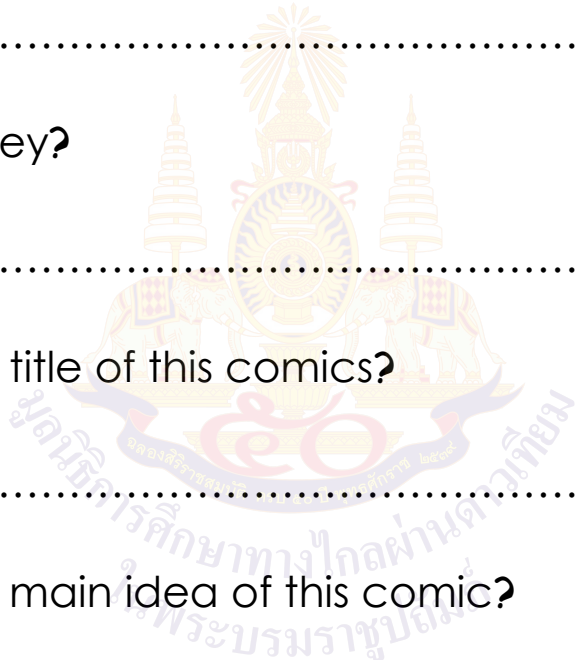 ..............................................
ey?
..............................................
title of this comics?
..............................................
main idea of this comic?
มูลนิธิการศึกษาทางไกลผ่านดาวเทียม
ในพระบรมราชูปถัมภ์